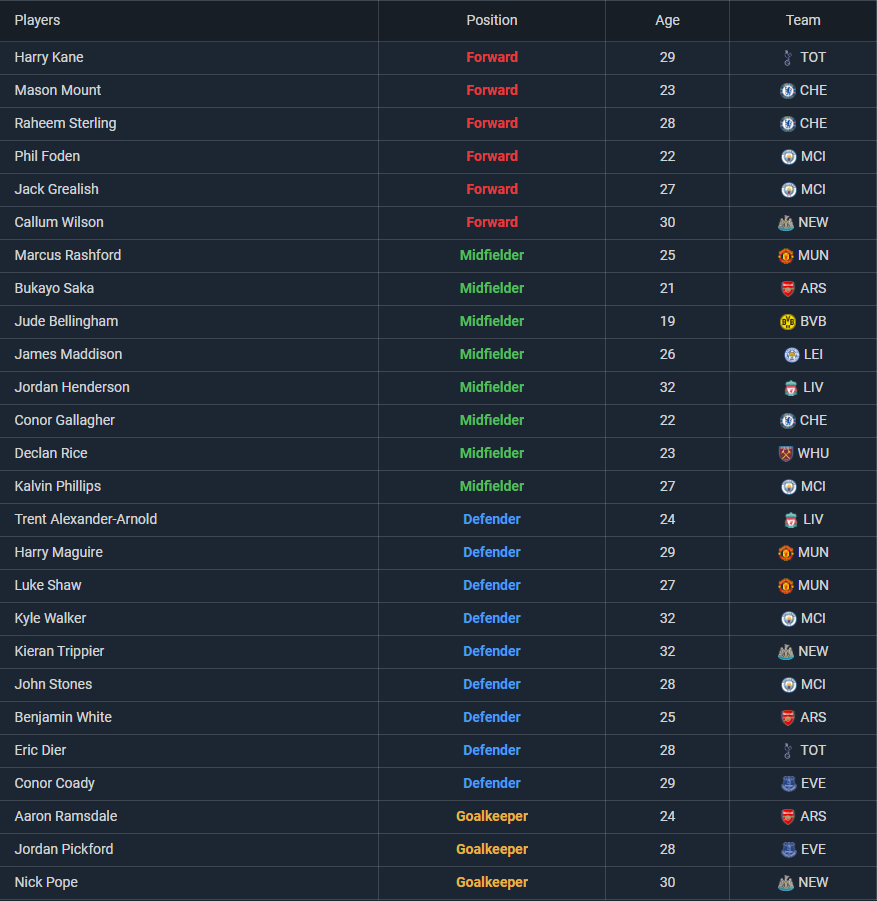 Players Position Age Team
Harry Kane Forward 29 TOT
Mason Mount Forward 23 CHE
Raheem Sterling Forward 28 CHE
Phil Foden Forward 22 MCI
Jack Grealish Forward 27 MCI
Callum Wilson Forward 30 NEW
Marcus Rashford Midfielder 25 MUN
Bukayo Saka Midfielder 21 ARS
Jude Bellingham Midfielder 19 BVB
James Maddison Midfielder 26 LEI
Jordan Henderson Midfielder 32 LIV
Conor Gallagher Midfielder 22 CHE
Declan Rice Midfielder 23 WHU
Kalvin Phillips Midfielder 27 MCI
Trent Alexander-Arnold Defender 24 LIV
Harry Maguire Defender 29 MUN
Luke Shaw Defender 27 MUN
Kyle Walker Defender 32 MCI
Kieran Trippier Defender 32 NEW
John Stones Defender 28 MCI
Benjamin White Defender 25 ARS
Eric Dier Defender 28 TOT
Conor Coady Defender 29 EVE
Aaron Ramsdale Goalkeeper 24 ARS
Jordan Pickford Goalkeeper 28 EVE
Nick Pope Goalkeeper 30 NEW